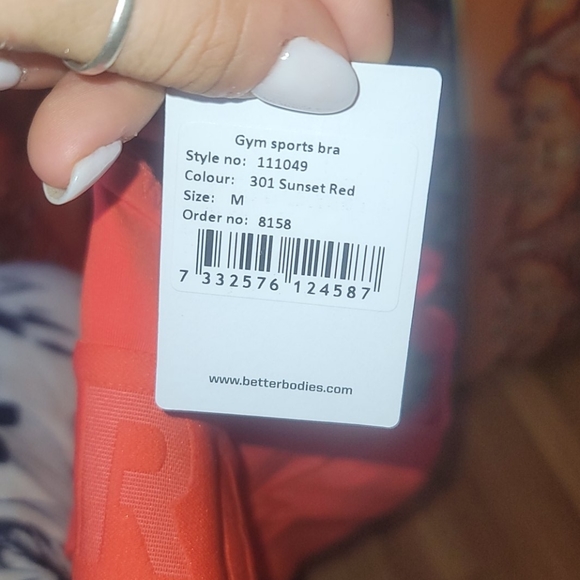 Gym sports bra
Style no: 111049
Colour: 301 Sunset Red
Size: M
Order no: 8158
7 332576 124587
www.betterbodies.com
R